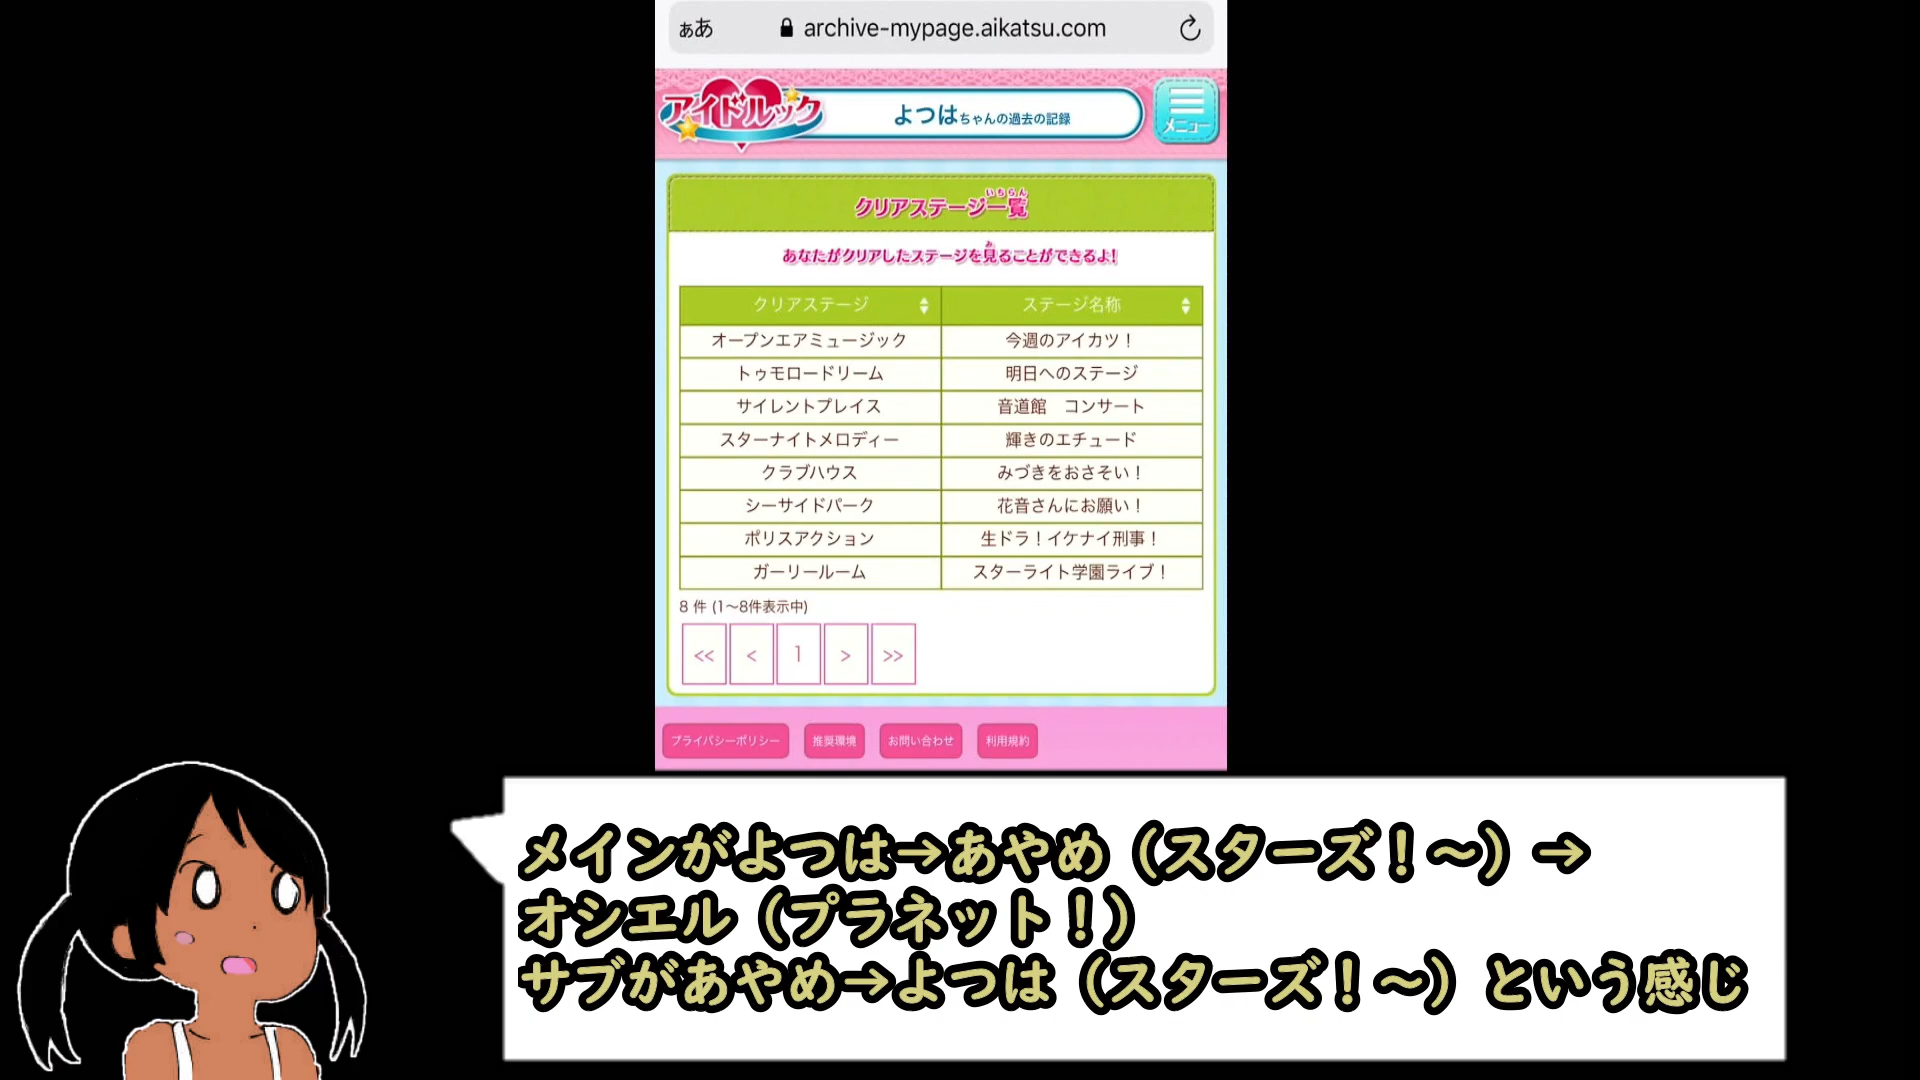 ぁあ archive-mypage.aikatsu.com
アイドルック よつはちゃんの過去の記録 メニュー
いちらん
クリアステージ一覧
み
あなたがクリアしたステージを見ることができるよ!
クリアステージ ステージ名称
オープンエアミュージック 今週のアイカツ！
トゥモロードリーム 明日へのステージ
サイレントプレイス 音道館　コンサート
スターナイトメロディー 輝きのエチュード
クラブハウス みづきをおさそい！
シーサイドパーク 花音さんにお願い！
ポリスアクション 生ドラ！イケナイ刑事！
ガーリールーム スターライト学園ライブ！
8 件 (1〜8件表示中)
<< < 1 > >>
プライバシーポリシー 推奨環境 お問い合わせ 利用規約
メインがよつは→あやめ（スターズ！～）→
オシエル（プラネット！）
サブがあやめ→よつは（スターズ！～）という感じ